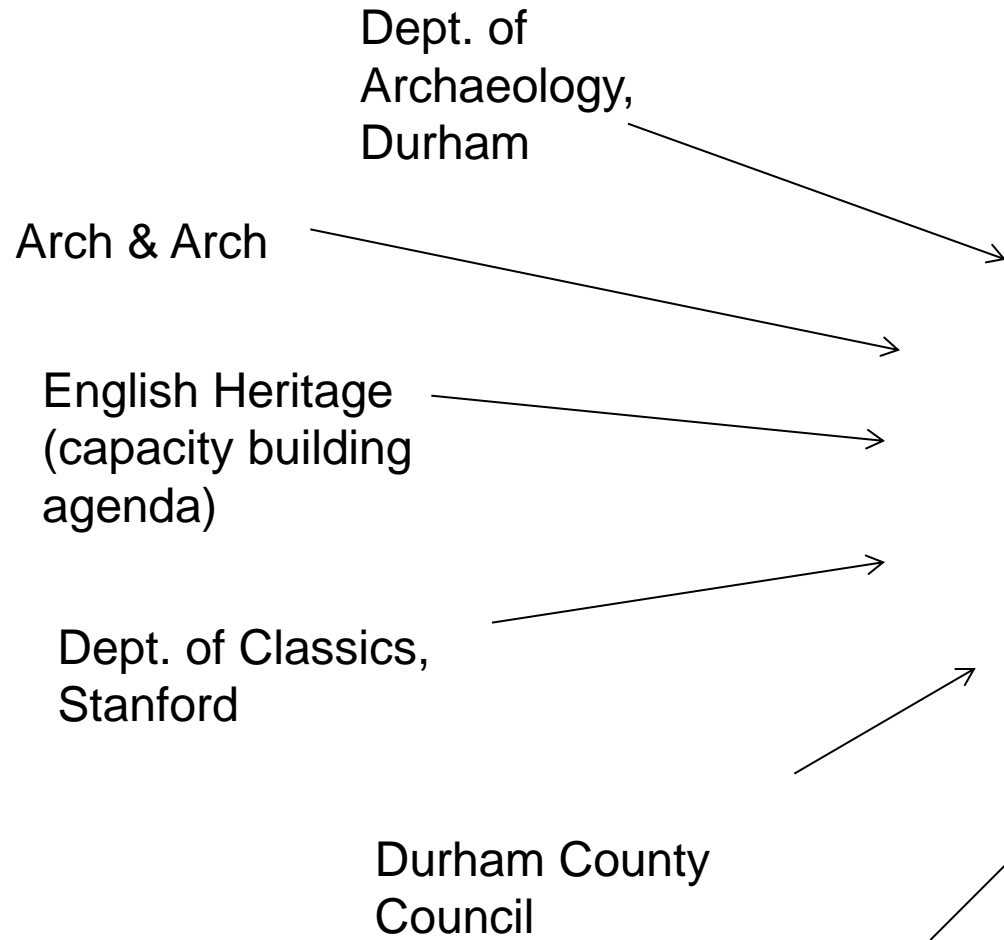 Dept. of
Archaeology,
Durham
Arch & Arch
English Heritage
(capacity building
agenda)
Dept. of Classics,
Stanford
Durham County
Council